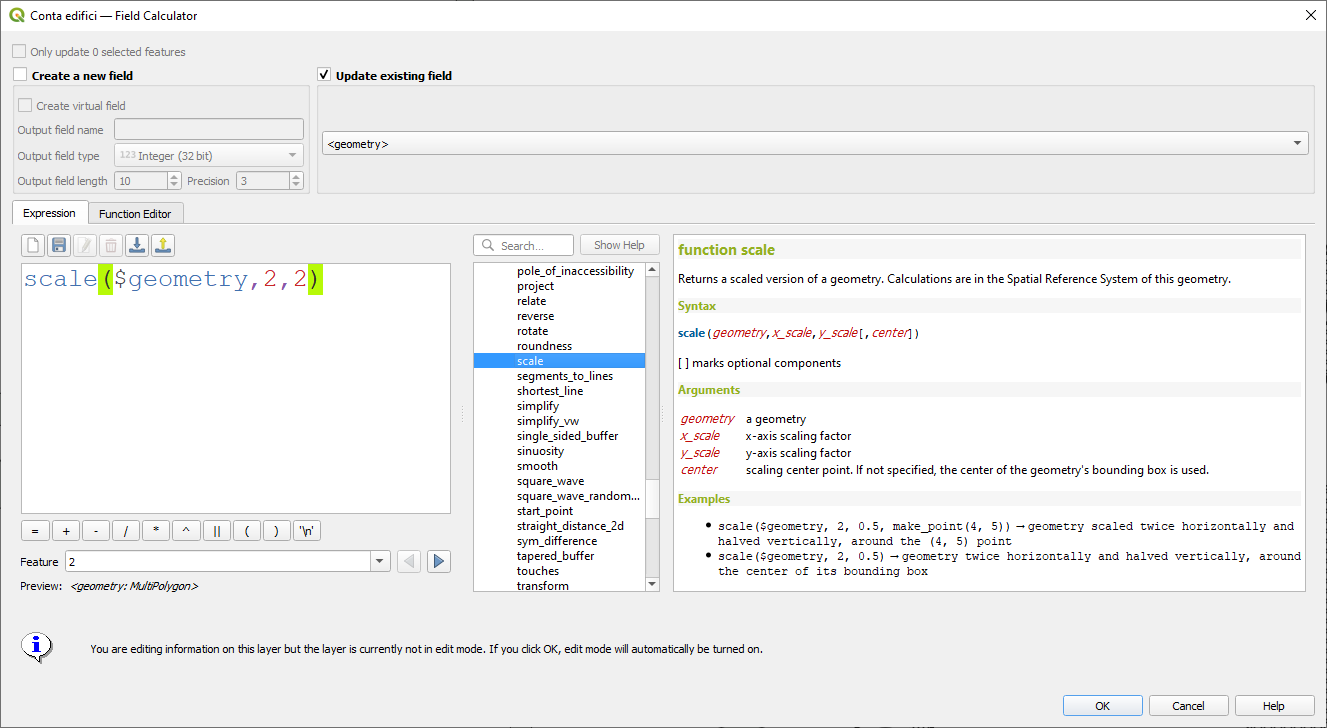 Conta edifici — Field Calculator
Only update 0 selected features
Create a new field
Update existing field
Create virtual field
Output field name
Output field type 123 Integer (32 bit)
Output field length 10 Precision 3
<geometry>
Expression Function Editor
Search... Show Help
scale($geometry,2,2)
= + - / * ^ || ( ) '\n'
Feature 2
Preview: <geometry: MultiPolygon>
pole_of_inaccessibility
project
relate
reverse
rotate
roundness
scale
segments_to_lines
shortest_line
simplify
simplify_vw
single_sided_buffer
sinuosity
smooth
square_wave
square_wave_random...
start_point
straight_distance_2d
sym_difference
tapered_buffer
touches
transform
function scale
Returns a scaled version of a geometry. Calculations are in the Spatial Reference System of this geometry.
Syntax
scale(geometry,x_scale,y_scale[,center])
[ ] marks optional components
Arguments
geometry a geometry
x_scale x-axis scaling factor
y_scale y-axis scaling factor
center scaling center point. If not specified, the center of the geometry's bounding box is used.
Examples
• scale($geometry, 2, 0.5, make_point(4, 5)) → geometry scaled twice horizontally and
halved vertically, around the (4, 5) point
• scale($geometry, 2, 0.5) → geometry twice horizontally and halved vertically, around
the center of its bounding box
You are editing information on this layer but the layer is currently not in edit mode. If you click OK, edit mode will automatically be turned on.
OK Cancel Help